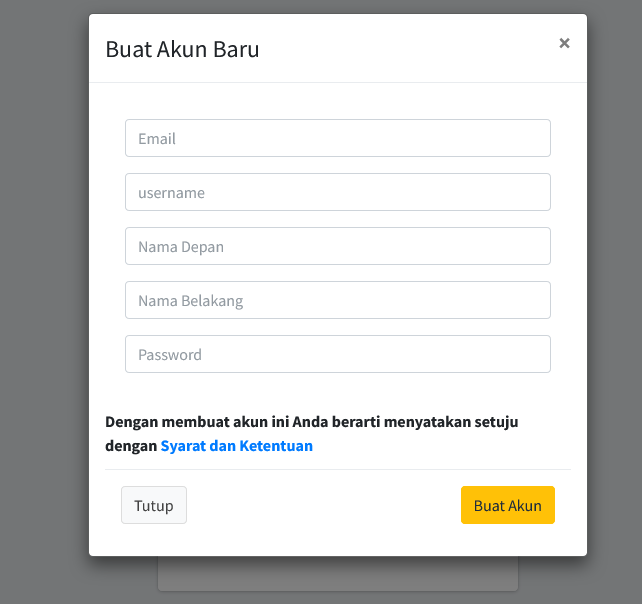 Buat Akun Baru
×
Email
username
Nama Depan
Nama Belakang
Password
Dengan membuat akun ini Anda berarti menyatakan setuju
dengan Syarat dan Ketentuan
Tutup
Buat Akun